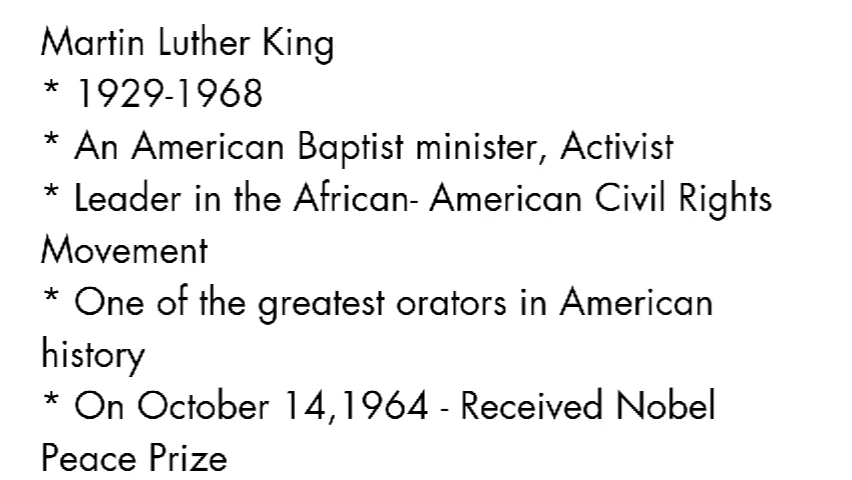 Martin Luther King
* 1929-1968
* An American Baptist minister, Activist
* Leader in the African- American Civil Rights
Movement
* One of the greatest orators in American
history
* On October 14,1964 - Received Nobel
Peace Prize